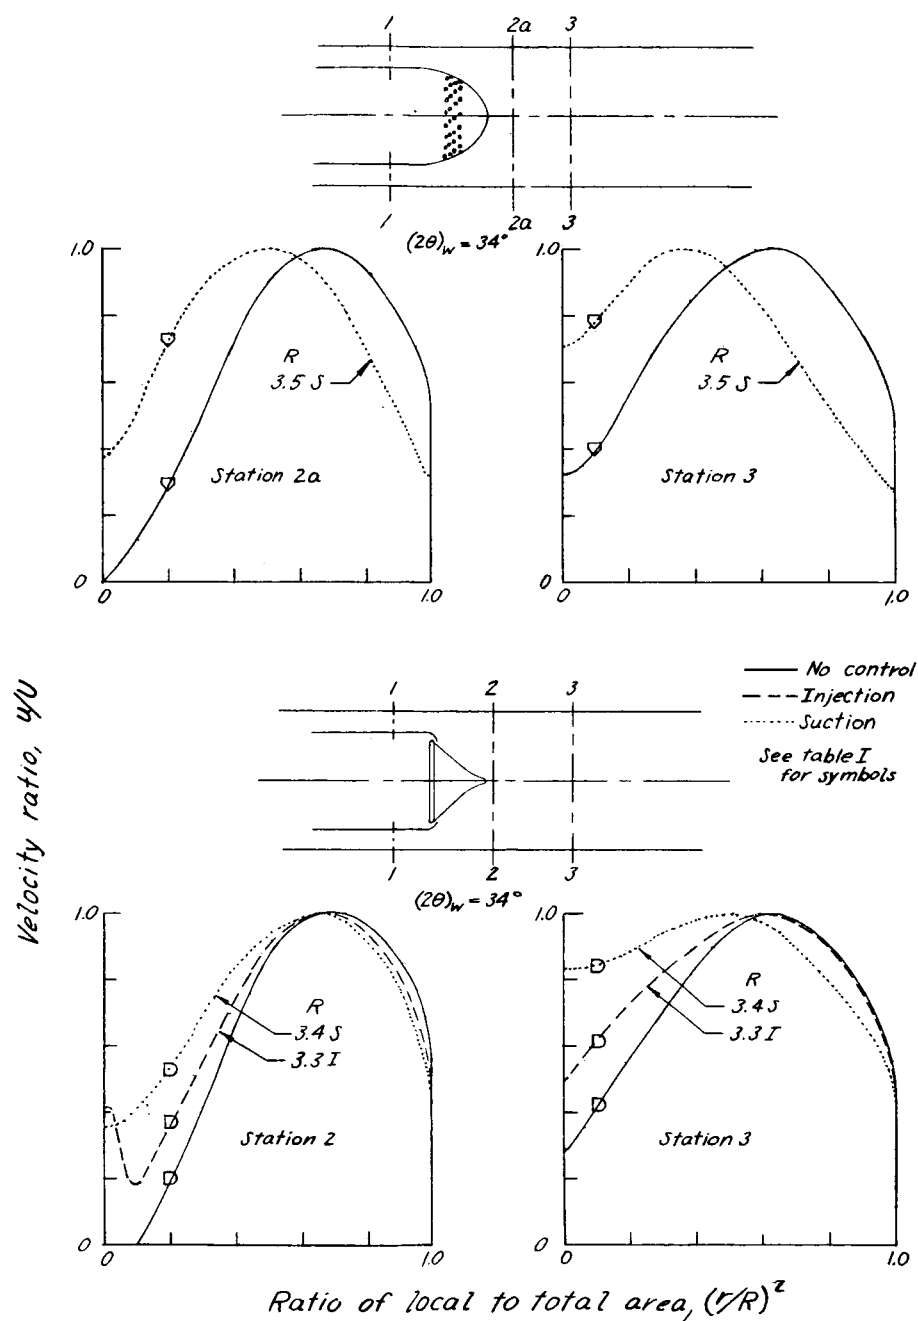 1 2a 3
1 2a 3
(2θ)w = 34°
1.0
R
3.5 S
Station 2a
0
0 1.0
1.0
R
3.5 S
Station 3
0
0 1.0
No control
Injection
Suction
See table I
for symbols
1 2 3
1 2 3
(2θ)w = 34°
Velocity ratio, u/U
1.0
R
3.4 S
3.3 I
Station 2
0
0 1.0
1.0
R
3.4 S
3.3 I
Station 3
0
0 1.0
Ratio of local to total area, (r/R)²